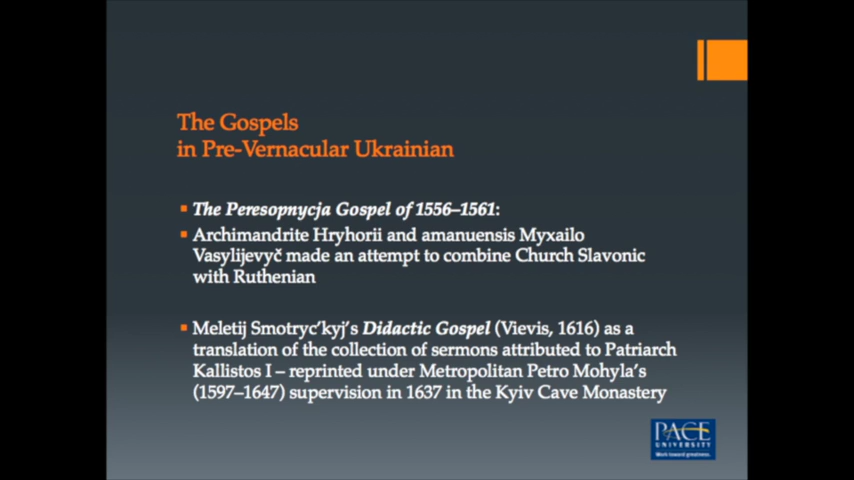 The Gospels
in Pre-Vernacular Ukrainian
The Peresopnycja Gospel of 1556–1561:
Archimandrite Hryhorii and amanuensis Myxailo
Vasylijevyč made an attempt to combine Church Slavonic
with Ruthenian
Meletij Smotryc'kyj's Didactic Gospel (Vievis, 1616) as a
translation of the collection of sermons attributed to Patriarch
Kallistos I – reprinted under Metropolitan Petro Mohyla's
(1597–1647) supervision in 1637 in the Kyiv Cave Monastery
PACE
UNIVERSITY
Work toward greatness.